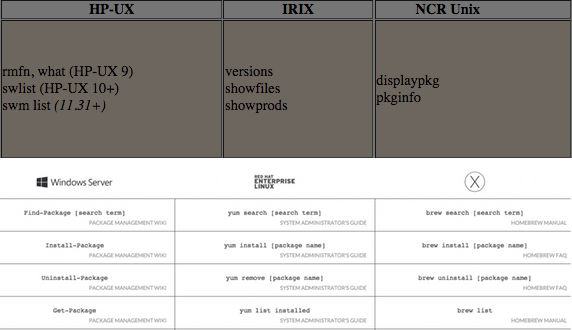 HP-UX IRIX NCR Unix
rmfn, what (HP-UX 9)
swlist (HP-UX 10+)
swm list (11.31+)
versions
showfiles
showprods
displaypkg
pkginfo
Windows Server RED HAT ENTERPRISE LINUX X
Find-Package [search term] yum search [search term] brew search [search term]
PACKAGE MANAGEMENT WIKI SYSTEM ADMINISTRATOR'S GUIDE HOMEBREW MANUAL
Install-Package yum install [package name] brew install [package name]
PACKAGE MANAGEMENT WIKI SYSTEM ADMINISTRATOR'S GUIDE HOMEBREW FAQ
Uninstall-Package yum remove [package name] brew uninstall [package name]
PACKAGE MANAGEMENT WIKI SYSTEM ADMINISTRATOR'S GUIDE HOMEBREW FAQ
Get-Package yum list installed brew list
PACKAGE MANAGEMENT WIKI SYSTEM ADMINISTRATOR'S GUIDE HOMEBREW MANUAL